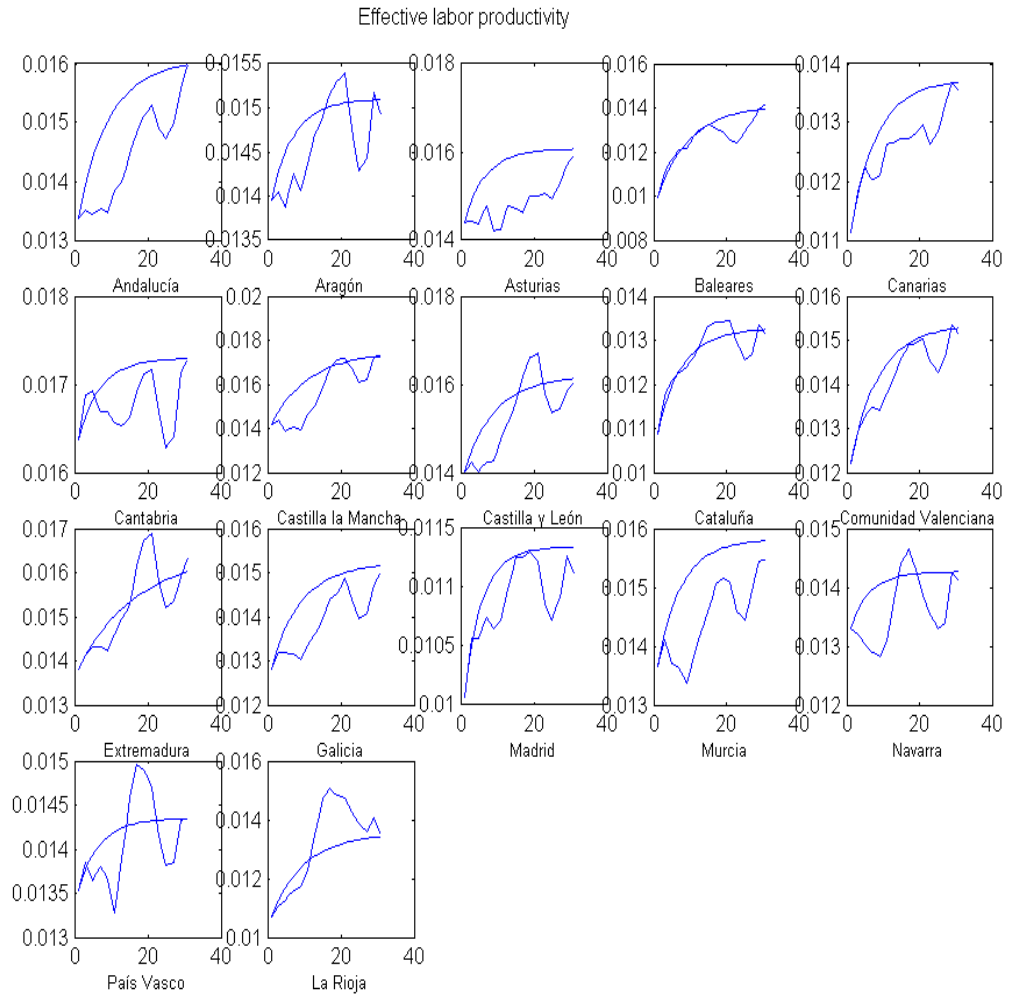 Effective labor productivity
0.016 0.0155 0.018 0.016 0.014
0.015 0.015 0.014 0.013
0.0145 0.016 0.012
0.014 0.014 0.01 0.012
0.013 0.0135 0.014 0.008 0.011
0 20 40 0 20 40 0 20 40 0 20 40 0 20 40
Andalucía Aragón Asturias Baleares Canarias
0.018 0.02 0.018 0.014 0.016
0.018 0.013 0.015
0.017 0.016 0.016 0.012 0.014
0.014 0.011 0.013
0.016 0.012 0.014 0.01 0.012
0 20 40 0 20 40 0 20 40 0 20 40 0 20 40
Cantabria Castilla la Mancha Castilla y León Cataluña Comunidad Valenciana
0.017 0.016 0.0115 0.016 0.015
0.016 0.015 0.011 0.015 0.014
0.015 0.014 0.0105 0.014 0.013
0.014 0.013
0.013 0.012 0.01 0.013 0.012
0 20 40 0 20 40 0 20 40 0 20 40 0 20 40
Extremadura Galicia Madrid Murcia Navarra
0.015 0.016
0.0145 0.014
0.014 0.012
0.0135
0.013 0.01
0 20 40 0 20 40
País Vasco La Rioja